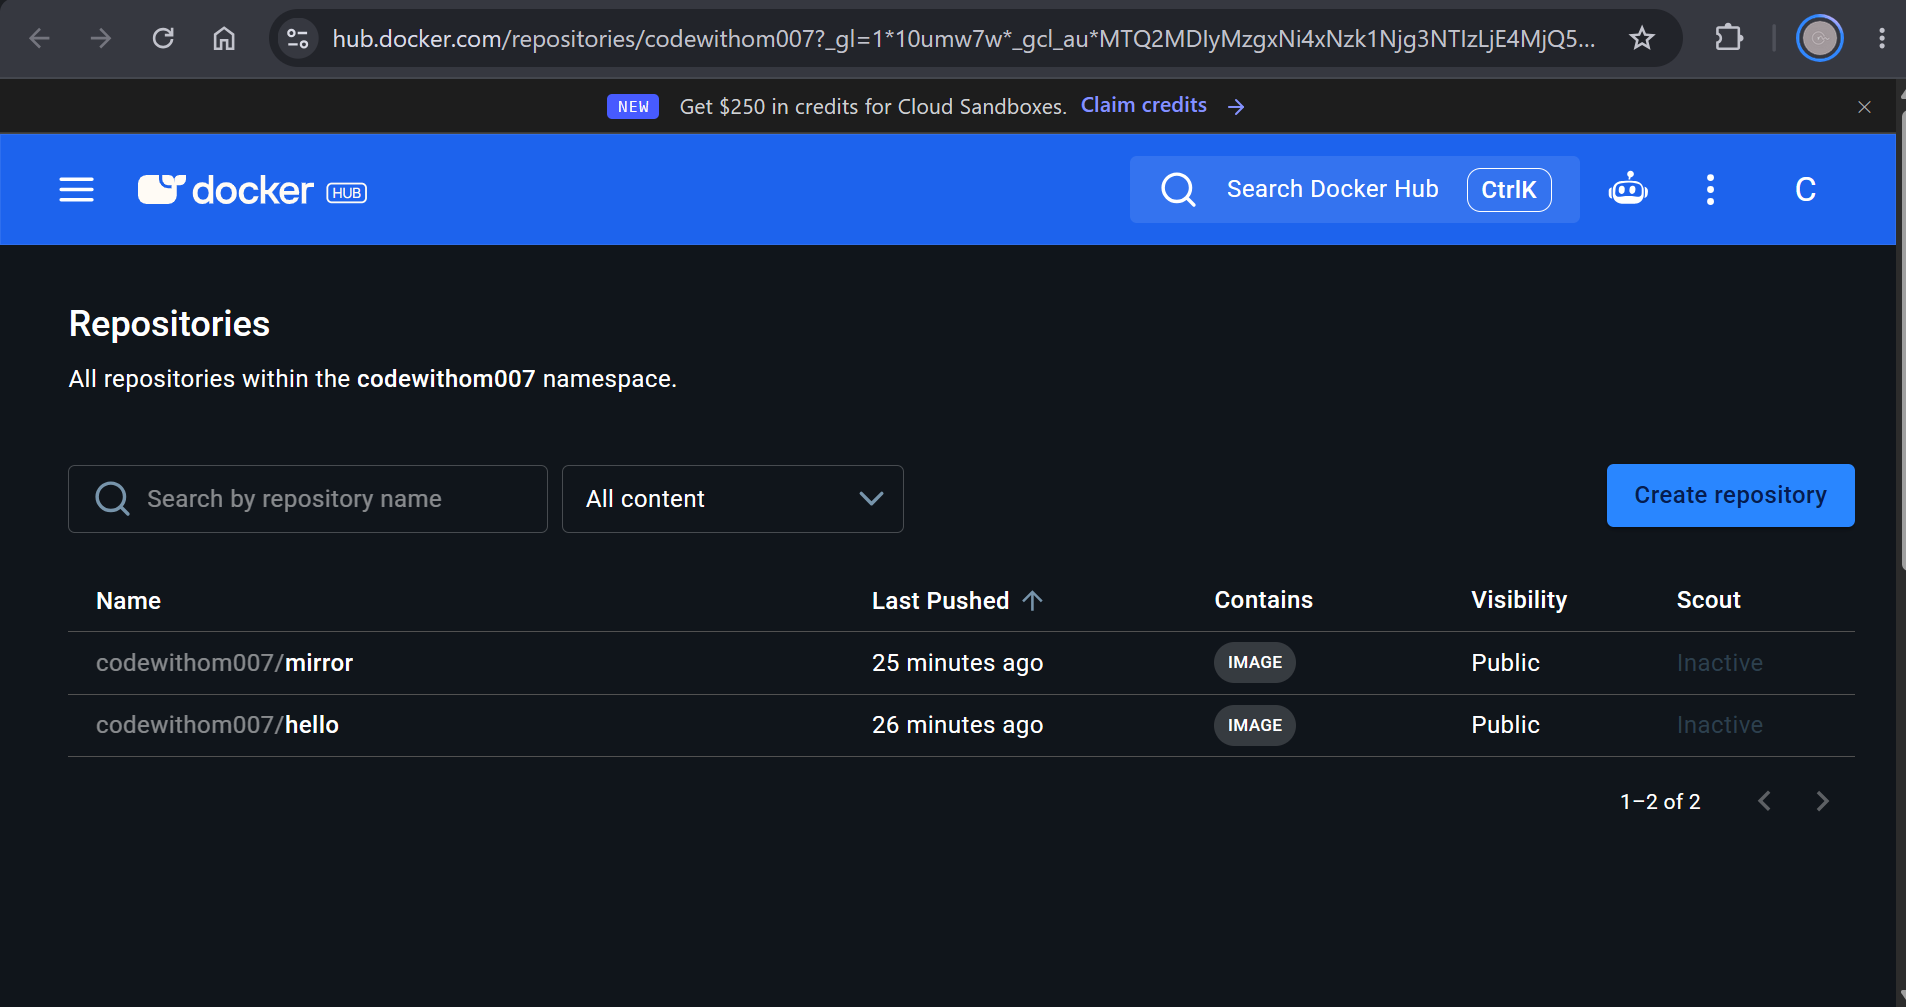 hub.docker.com/repositories/codewithom007?_gl=1*10umw7w*_gcl_au*MTQ2MDIyMzgxNi4xNzk1Njg3NTIzLjE4MjQ5...
NEW Get $250 in credits for Cloud Sandboxes. Claim credits →
docker HUB Search Docker Hub CtrlK C
Repositories
All repositories within the codewithom007 namespace.
Search by repository name All content Create repository
Name Last Pushed Contains Visibility Scout
codewithom007/mirror 25 minutes ago IMAGE Public Inactive
codewithom007/hello 26 minutes ago IMAGE Public Inactive
1–2 of 2